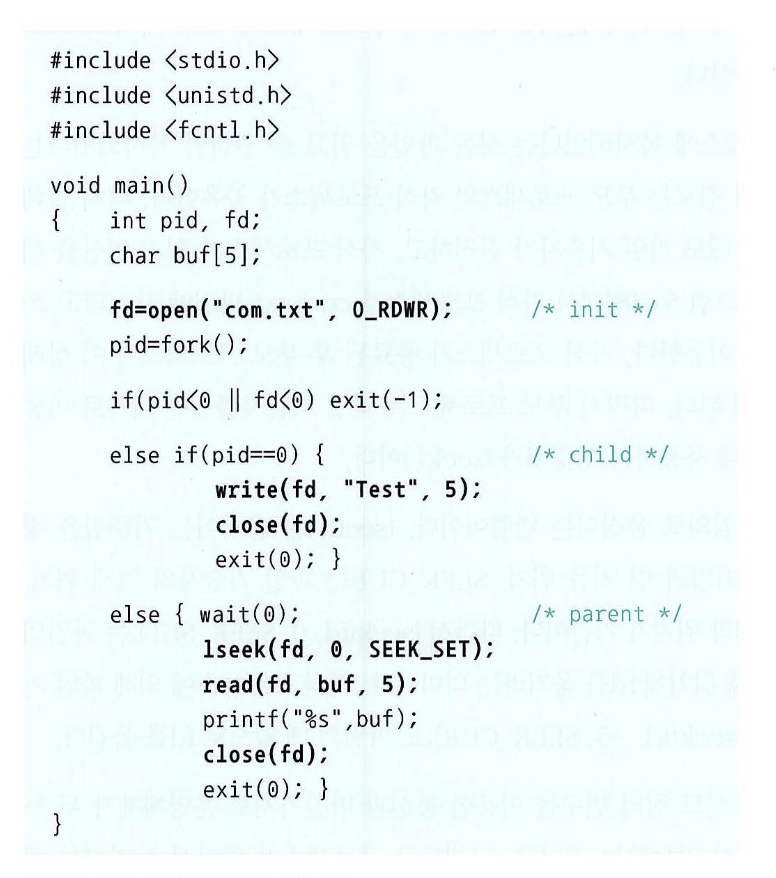 #include <stdio.h>
#include <unistd.h>
#include <fcntl.h>
void main()
{ int pid, fd;
char buf[5];
fd=open("com.txt", O_RDWR); /* init */
pid=fork();
if(pid<0 || fd<0) exit(-1);
else if(pid==0) { /* child */
write(fd, "Test", 5);
close(fd);
exit(0); }
else { wait(0); /* parent */
lseek(fd, 0, SEEK_SET);
read(fd, buf, 5);
printf("%s" buf);
close(fd);
exit(0); }
}